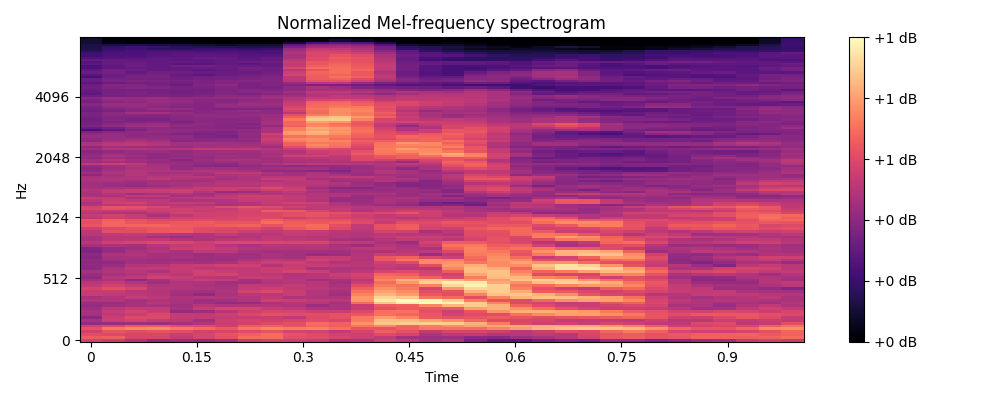 Normalized Mel-frequency spectrogram
+1 dB
4096
+1 dB
2048
+1 dB
Hz
1024
+0 dB
512
+0 dB
0
+0 dB
0 0.15 0.3 0.45 0.6 0.75 0.9
Time